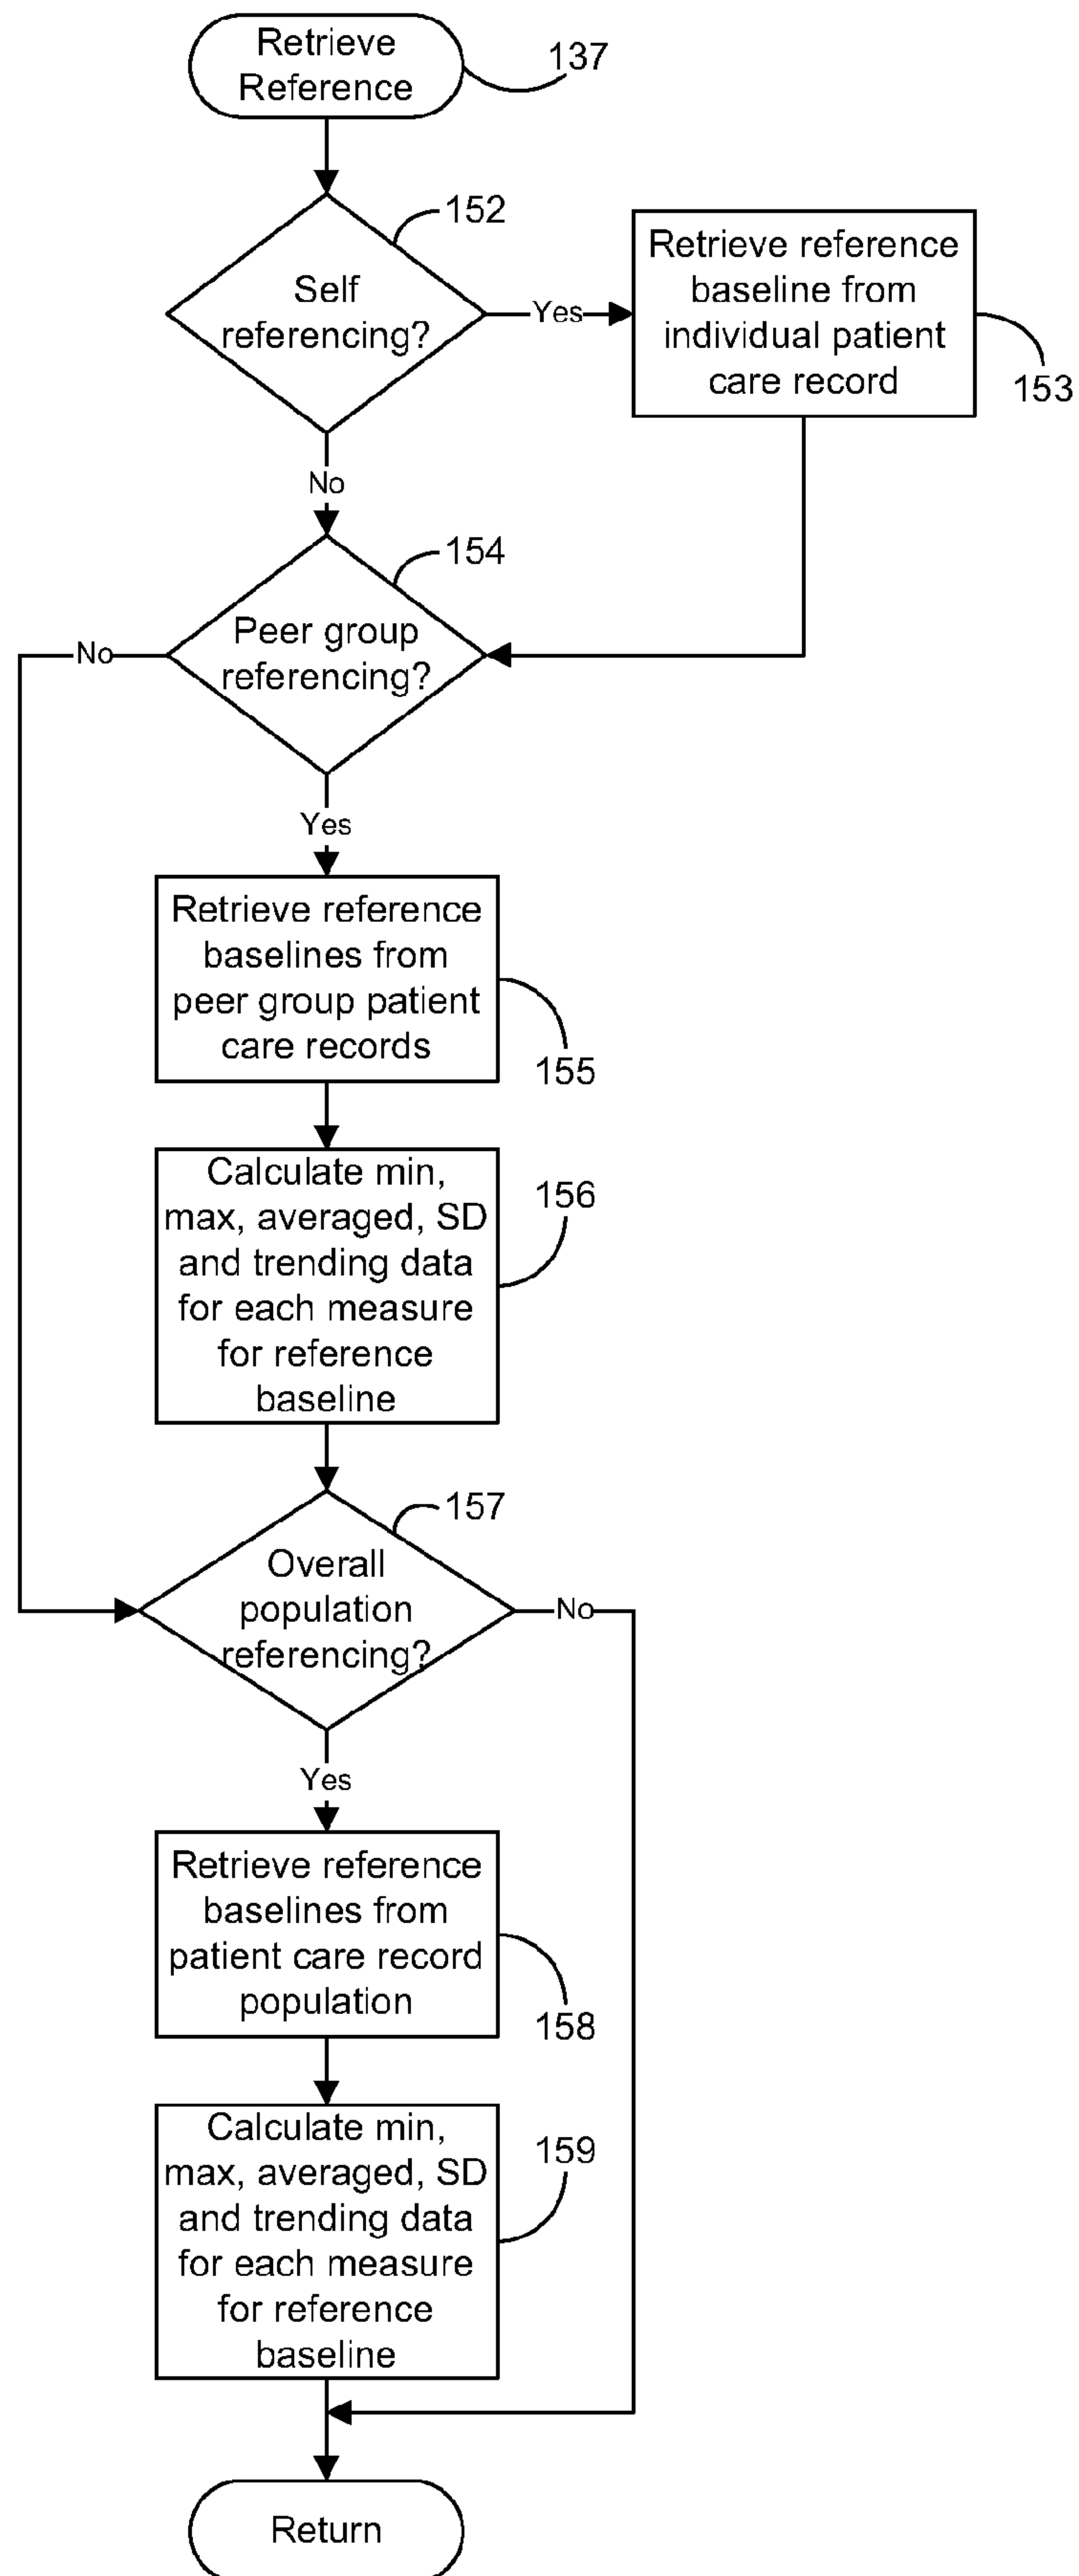 Retrieve
Reference
137
152
Self
referencing?
Yes
Retrieve reference
baseline from
individual patient
care record
153
No
154
Peer group
referencing?
No
Yes
Retrieve reference
baselines from
peer group patient
care records
155
Calculate min,
max, averaged, SD
and trending data
for each measure
for reference
baseline
156
157
Overall
population
referencing?
No
Yes
Retrieve reference
baselines from
patient care record
population
158
Calculate min,
max, averaged, SD
and trending data
for each measure
for reference
baseline
159
Return